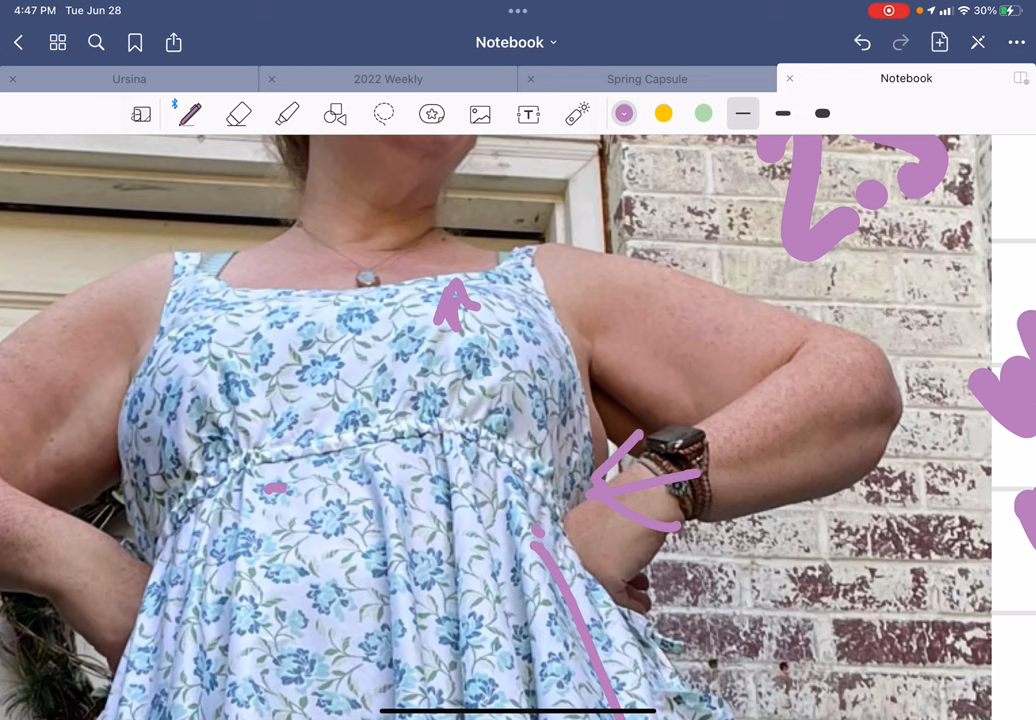 4:47 PM Tue Jun 28
30%
Notebook
Ursina
2022 Weekly
Spring Capsule
Notebook
T